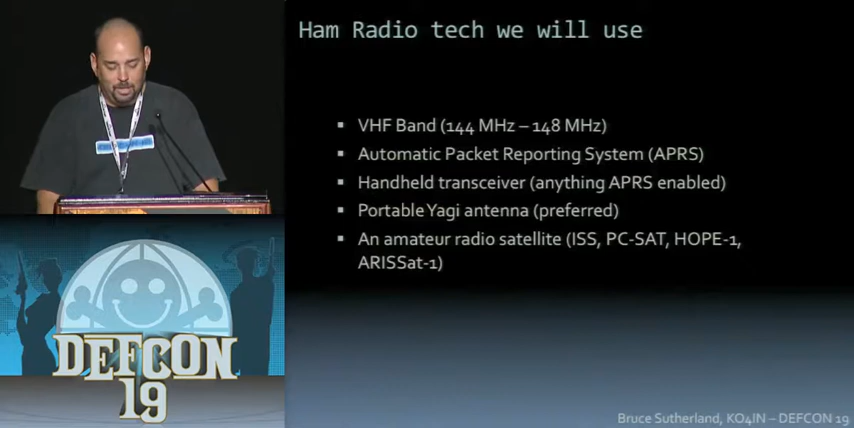 Ham Radio tech we will use
▪ VHF Band (144 MHz – 148 MHz)
▪ Automatic Packet Reporting System (APRS)
▪ Handheld transceiver (anything APRS enabled)
▪ Portable Yagi antenna (preferred)
▪ An amateur radio satellite (ISS, PC-SAT, HOPE-1,
ARISSat-1)
DEFCON
19
Bruce Sutherland, KO4IN – DEFCON 19